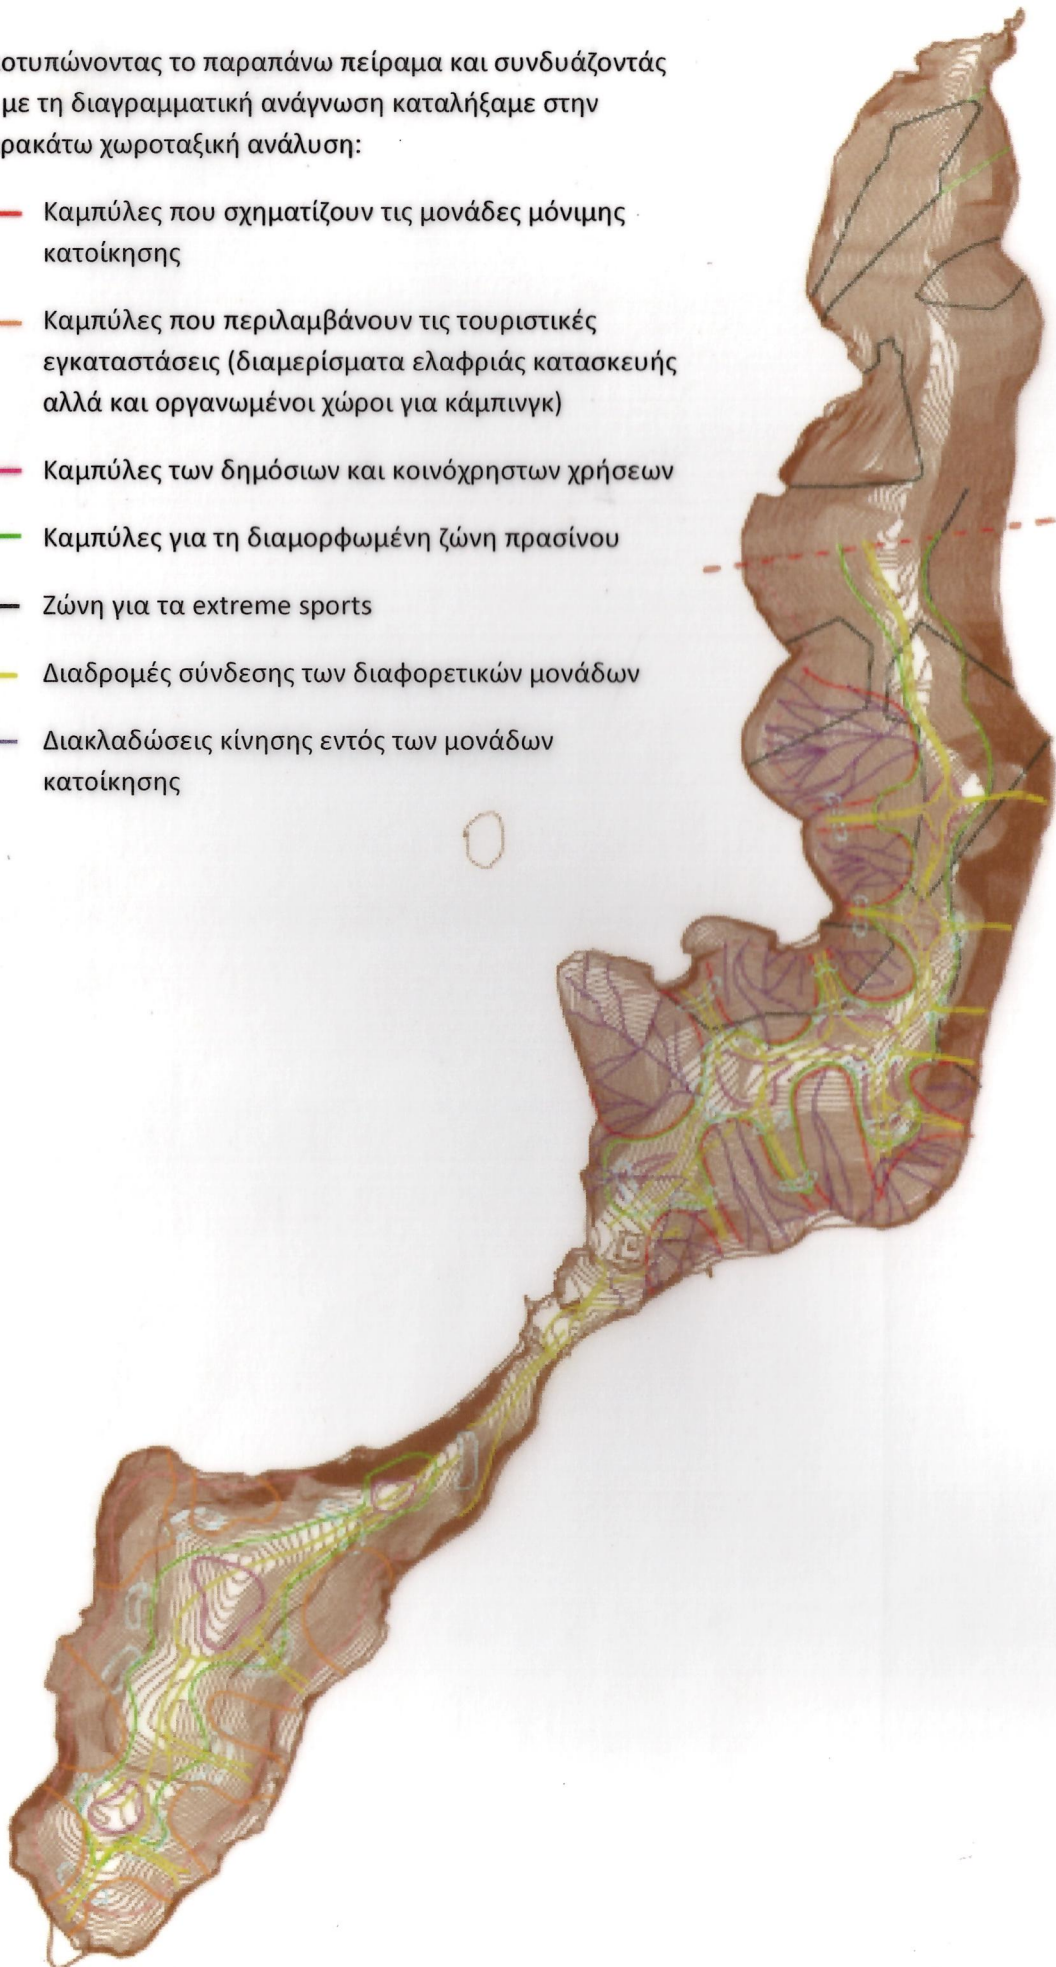 οτυπώνοντας το παραπάνω πείραμα και συνδυάζοντάς
με τη διαγραμματική ανάγνωση καταλήξαμε στην
ρακάτω χωροταξική ανάλυση:
Καμπύλες που σχηματίζουν τις μονάδες μόνιμης
κατοίκησης
Καμπύλες που περιλαμβάνουν τις τουριστικές
εγκαταστάσεις (διαμερίσματα ελαφριάς κατασκευής
αλλά και οργανωμένοι χώροι για κάμπινγκ)
Καμπύλες των δημόσιων και κοινόχρηστων χρήσεων
Καμπύλες για τη διαμορφωμένη ζώνη πρασίνου
Ζώνη για τα extreme sports
Διαδρομές σύνδεσης των διαφορετικών μονάδων
Διακλαδώσεις κίνησης εντός των μονάδων
κατοίκησης